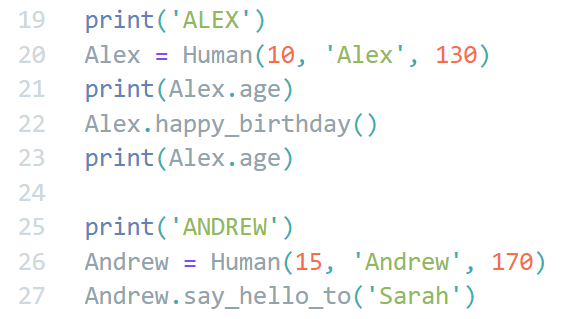 19 print('ALEX')
20 Alex = Human(10, 'Alex', 130)
21 print(Alex.age)
22 Alex.happy_birthday()
23 print(Alex.age)
24
25 print('ANDREW')
26 Andrew = Human(15, 'Andrew', 170)
27 Andrew.say_hello_to('Sarah')